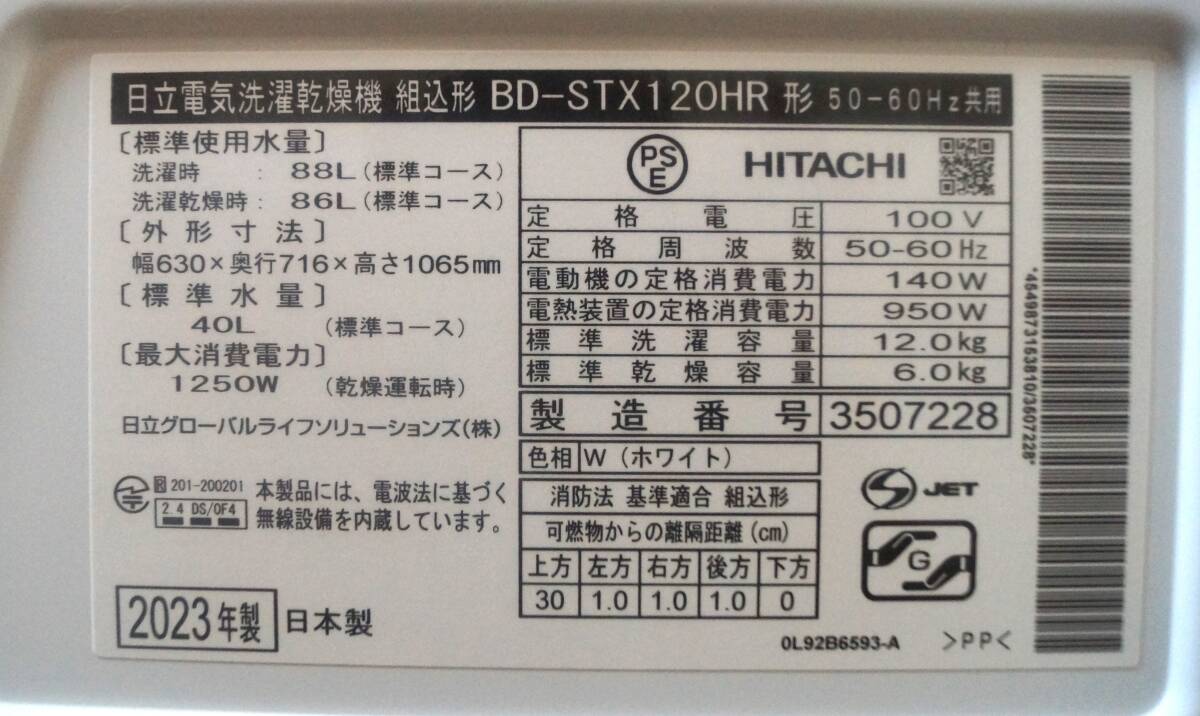 日立電気洗濯乾燥機 組込形 BD-STX120HR 形 50-60Hz共用
〔標準使用水量〕
洗濯時 : 88L(標準コース)
洗濯乾燥時: 86L(標準コース)
〔外形寸法〕
幅630×奥行716×高さ1065mm
〔標準水量〕
40L (標準コース)
〔最大消費電力〕
1250W (乾燥運転時)
日立グローバルライフソリューションズ(株)
R 201-200201
2.4 DS/OF4
本製品には、電波法に基づく
無線設備を内蔵しています。
2023年製 日本製
PS
E
HITACHI
定格電圧 100V
定格周波数 50-60Hz
電動機の定格消費電力 140W
電熱装置の定格消費電力 950W
標準洗濯容量 12.0kg
標準乾燥容量 6.0kg
製造番号 3507228
色相 W(ホワイト)
消防法 基準適合 組込形
可燃物からの離隔距離(cm)
上方 左方 右方 後方 下方
30 1.0 1.0 1.0 0
S JET
G
0L92B6593-A >PP<
*4549873163810/3507228*